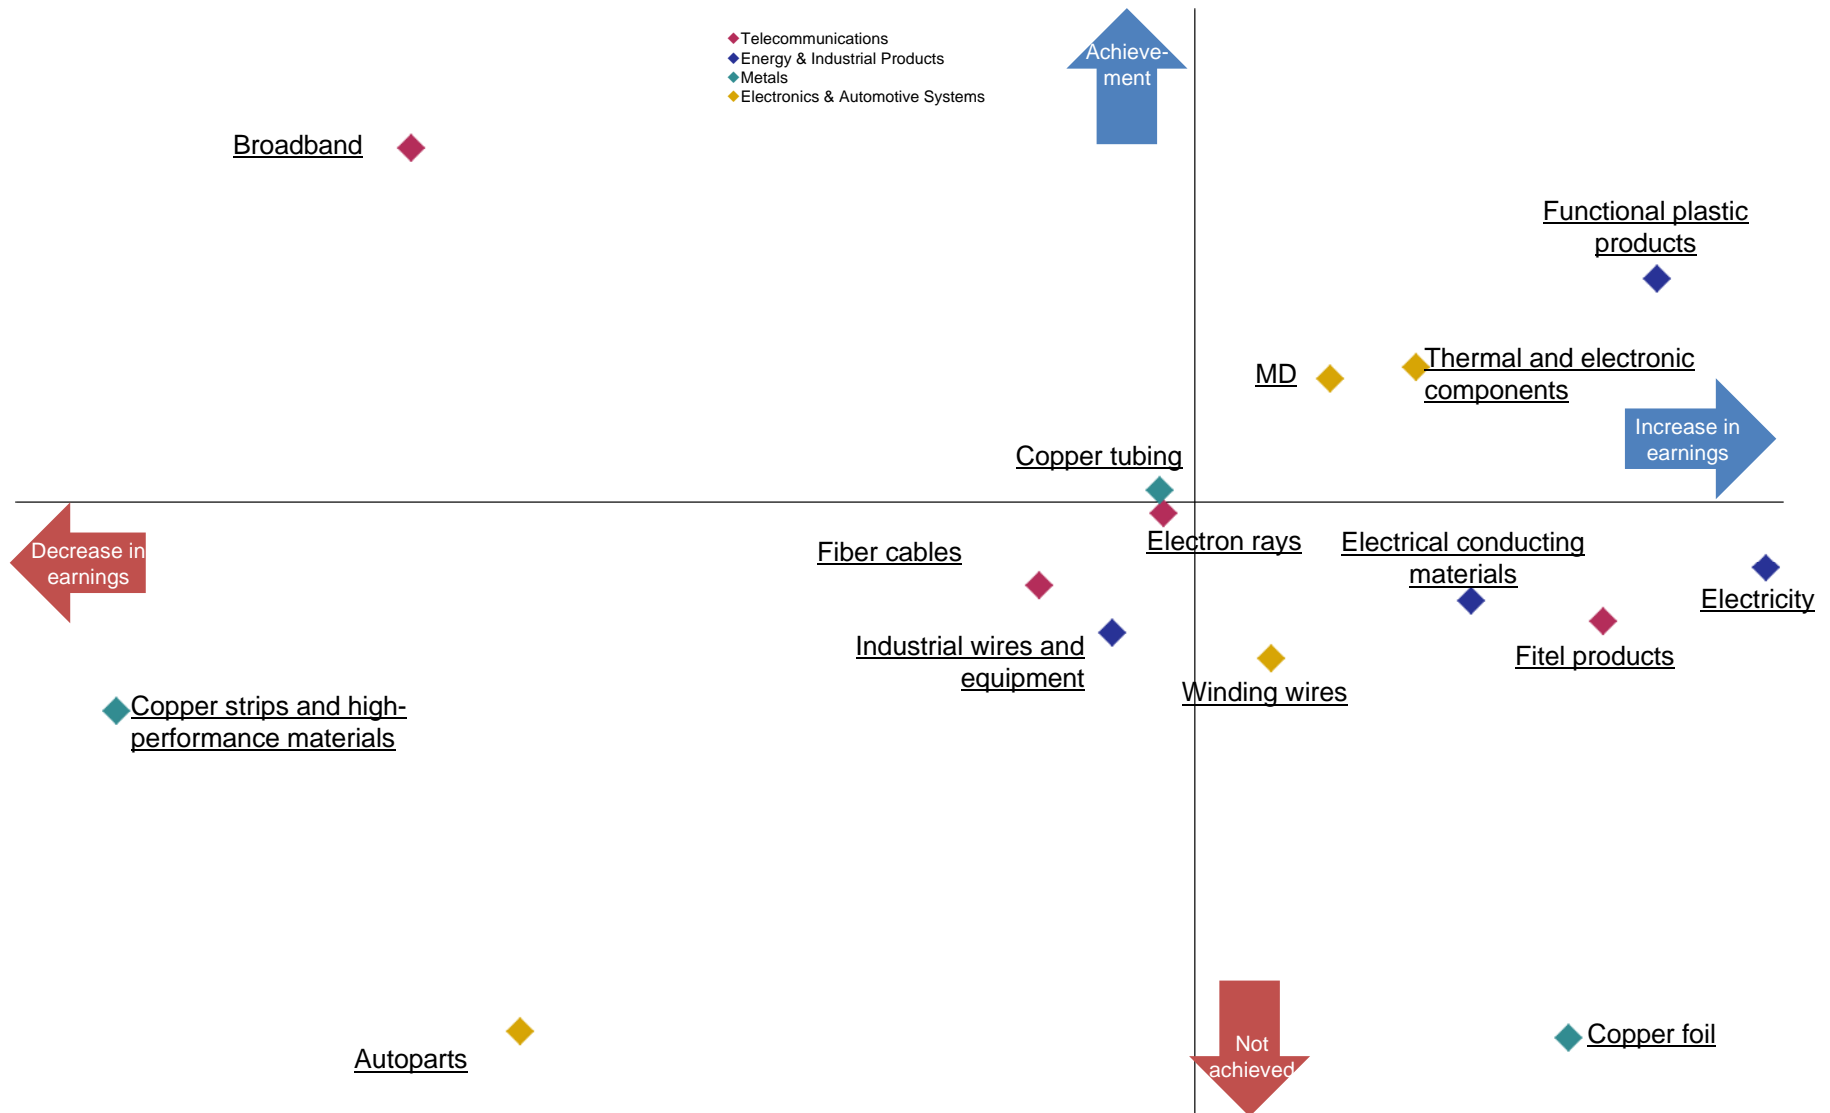 Telecommunications
Energy & Industrial Products
Metals
Electronics & Automotive Systems
Achieve-
ment
Broadband
Functional plastic
products
MD
Thermal and electronic
components
Increase in
earnings
Copper tubing
Decrease in
earnings
Fiber cables
Electron rays
Electrical conducting
materials
Electricity
Industrial wires and
equipment
Fitel products
Winding wires
Copper strips and high-
performance materials
Autoparts
Not
achieved
Copper foil